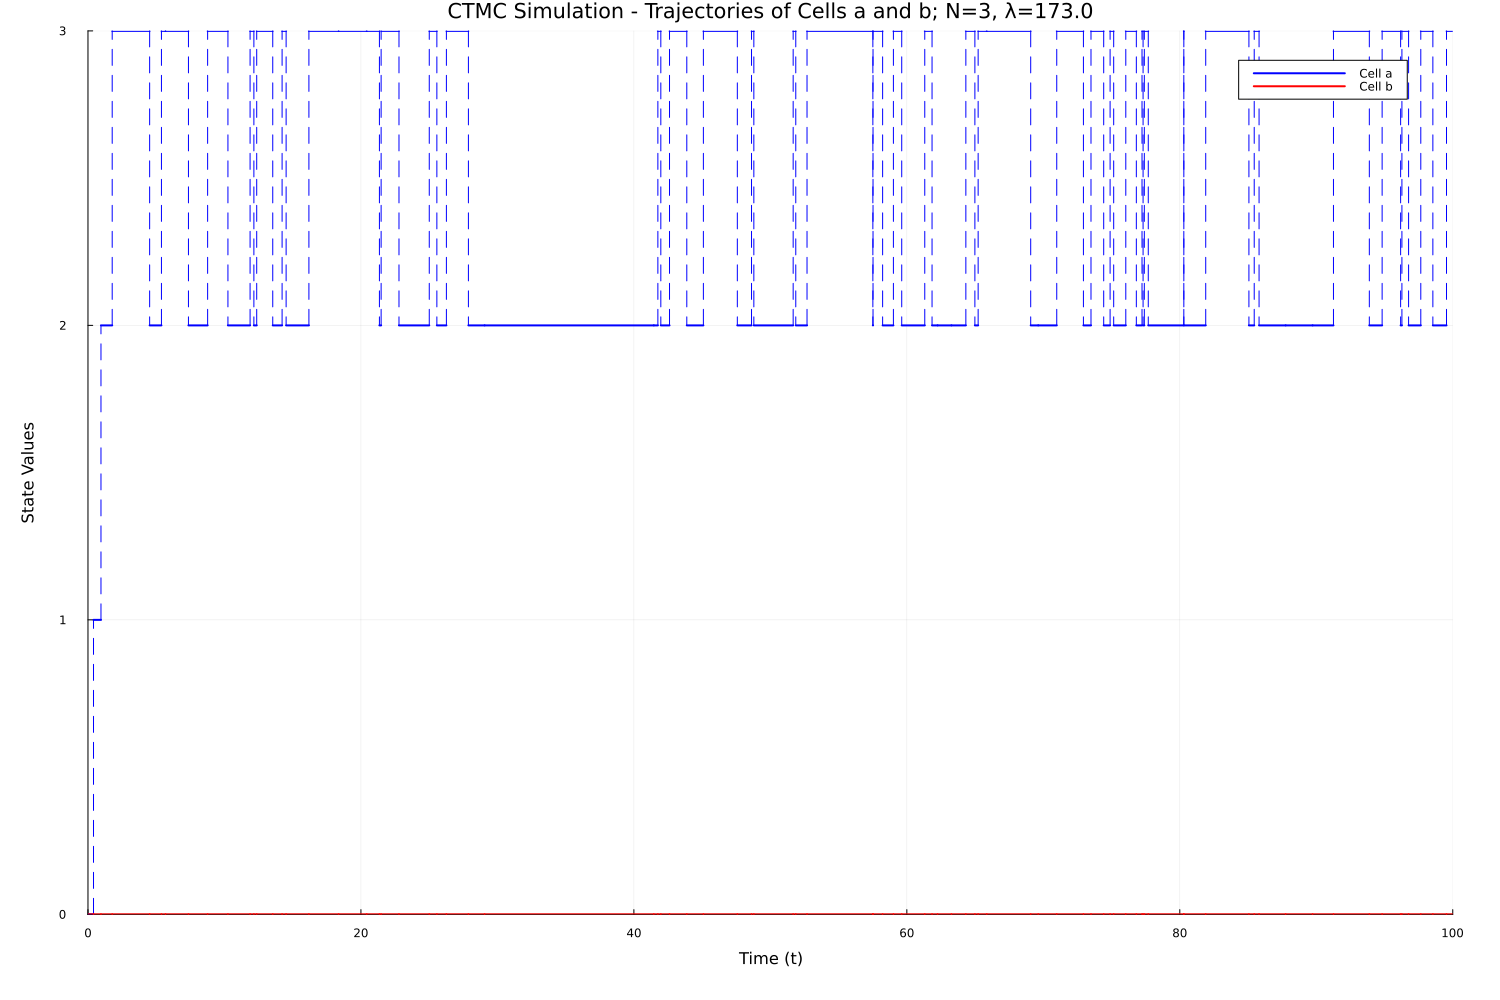 CTMC Simulation - Trajectories of Cells a and b; N=3, λ=173.0
3
Cell a
Cell b
2
State Values
1
0
0 20 40 60 80 100
Time (t)